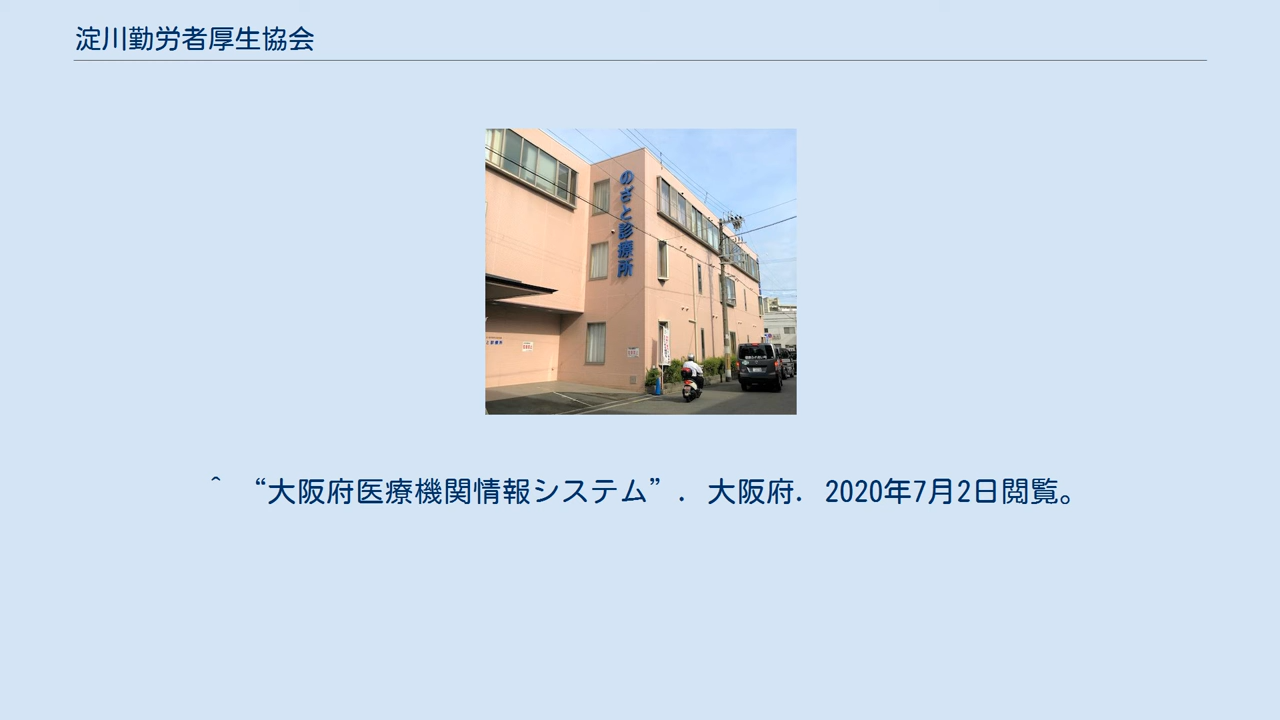 淀川勤労者厚生協会
のざと診療所
^ “大阪府医療機関情報システム”. 大阪府. 2020年7月2日閲覧。